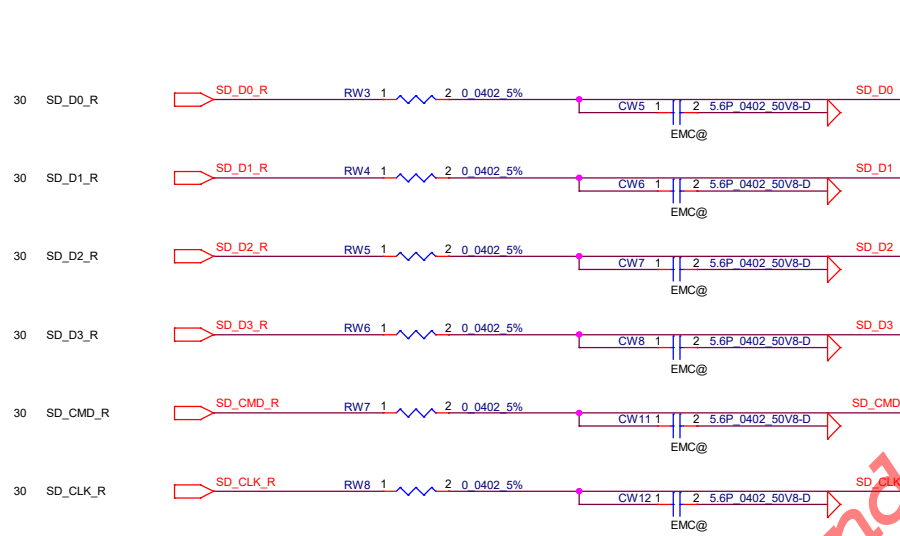 SD_D0_R RW3 1 2 0_0402_5% SD_D0
30 SD_D0_R
CW5 1 2 5.6P_0402_50V8-D
EMC@
SD_D1_R RW4 1 2 0_0402_5% SD_D1
30 SD_D1_R
CW6 1 2 5.6P_0402_50V8-D
EMC@
SD_D2_R RW5 1 2 0_0402_5% SD_D2
30 SD_D2_R
CW7 1 2 5.6P_0402_50V8-D
EMC@
SD_D3_R RW6 1 2 0_0402_5% SD_D3
30 SD_D3_R
CW8 1 2 5.6P_0402_50V8-D
EMC@
SD_CMD_R RW7 1 2 0_0402_5% SD_CMD
30 SD_CMD_R
CW11 1 2 5.6P_0402_50V8-D
EMC@
SD_CLK_R RW8 1 2 0_0402_5% SD_CLK
30 SD_CLK_R
CW12 1 2 5.6P_0402_50V8-D
EMC@